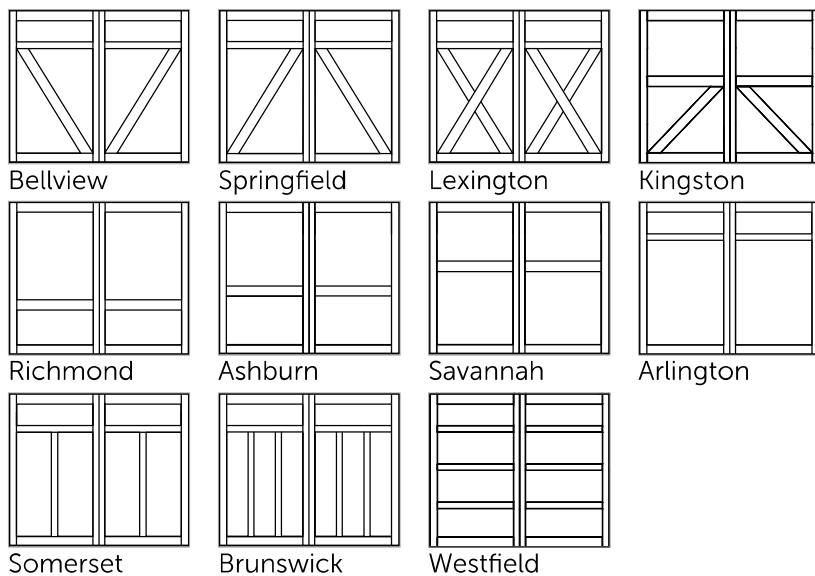 Bellview
Springfield
Lexington
Kingston
Richmond
Ashburn
Savannah
Arlington
Somerset
Brunswick
Westfield